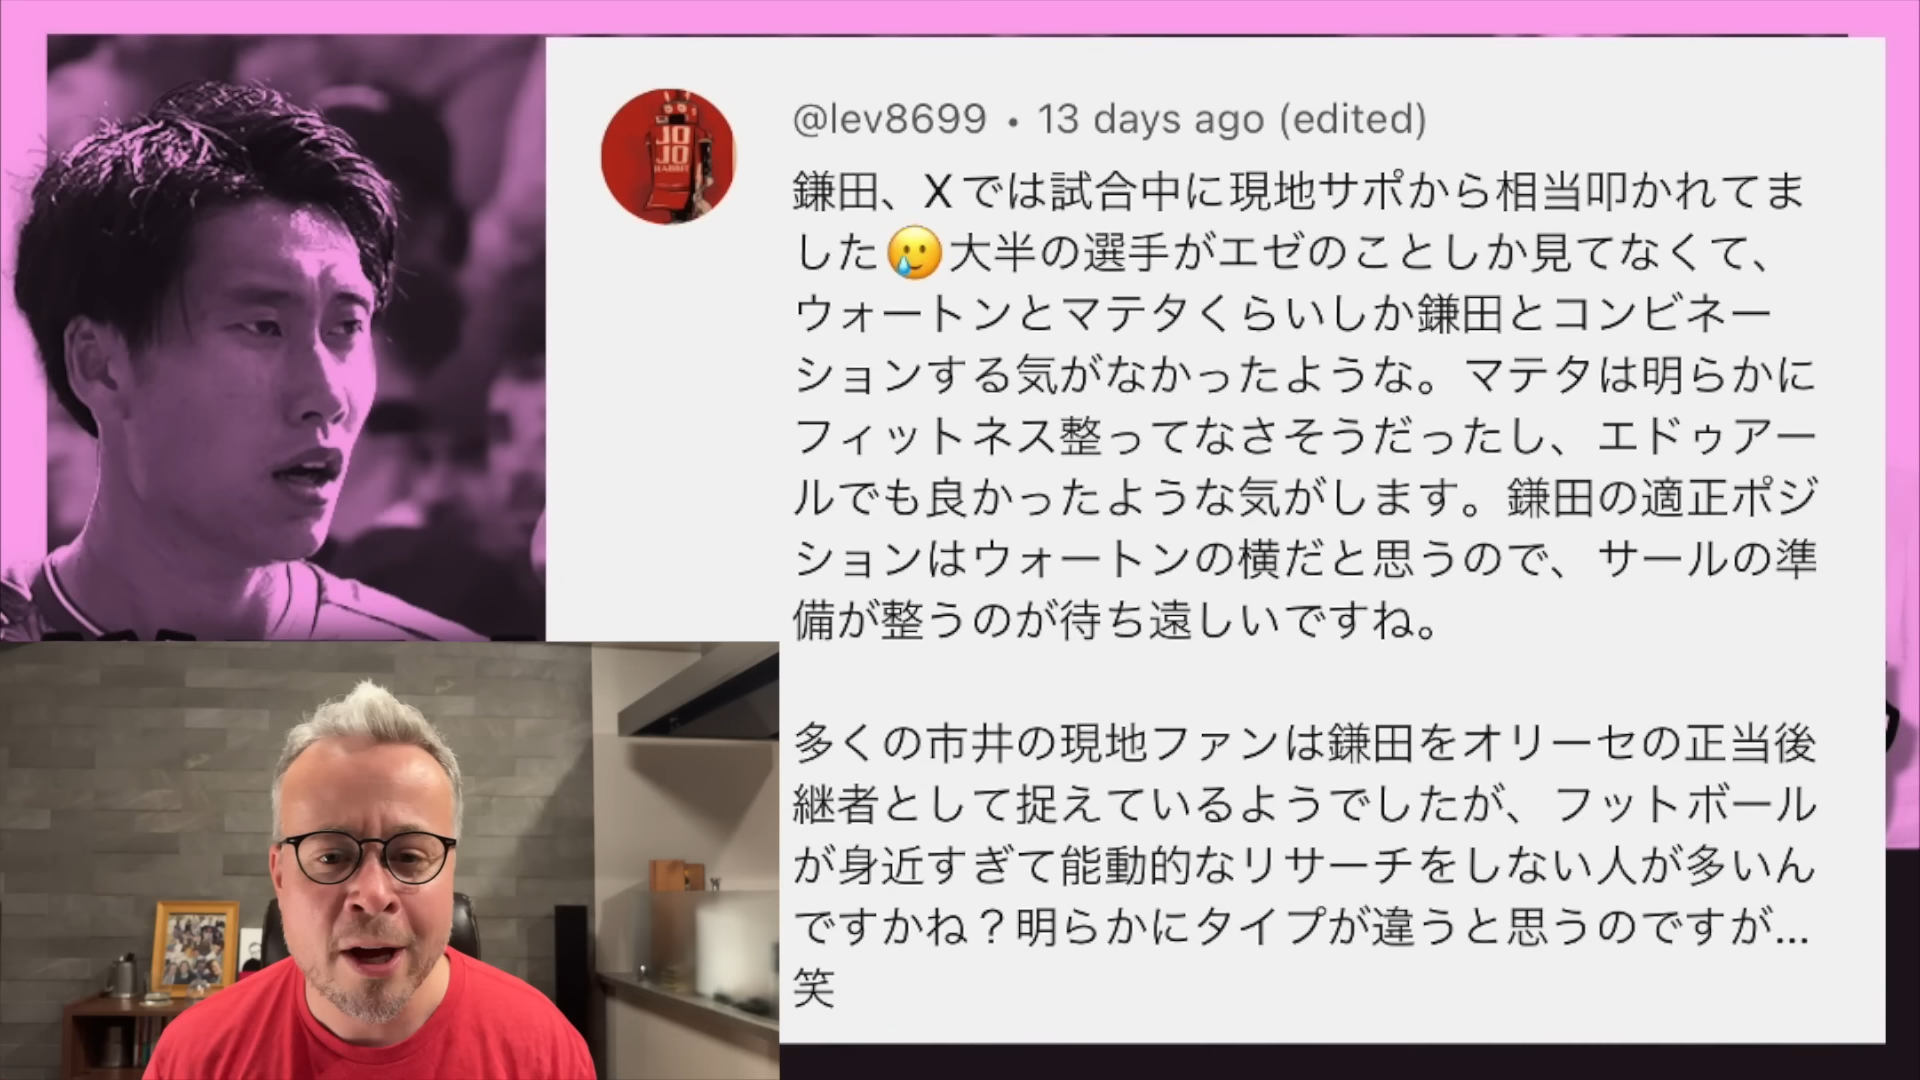 @lev8699 • 13 days ago (edited)
鎌田、Xでは試合中に現地サポから相当叩かれてま
した🥲大半の選手がエゼのことしか見てなくて、
ウォートンとマテタくらいしか鎌田とコンビネー
ションする気がなかったような。マテタは明らかに
フィットネス整ってなさそうだったし、エドゥアー
ルでも良かったような気がします。鎌田の適正ポジ
ションはウォートンの横だと思うので、サールの準
備が整うのが待ち遠しいですね。
多くの市井の現地ファンは鎌田をオリーセの正当後
継者として捉えているようでしたが、フットボール
が身近すぎて能動的なリサーチをしない人が多いん
ですかね？明らかにタイプが違うと思うのですが...
笑
JO
JO
RABBIT